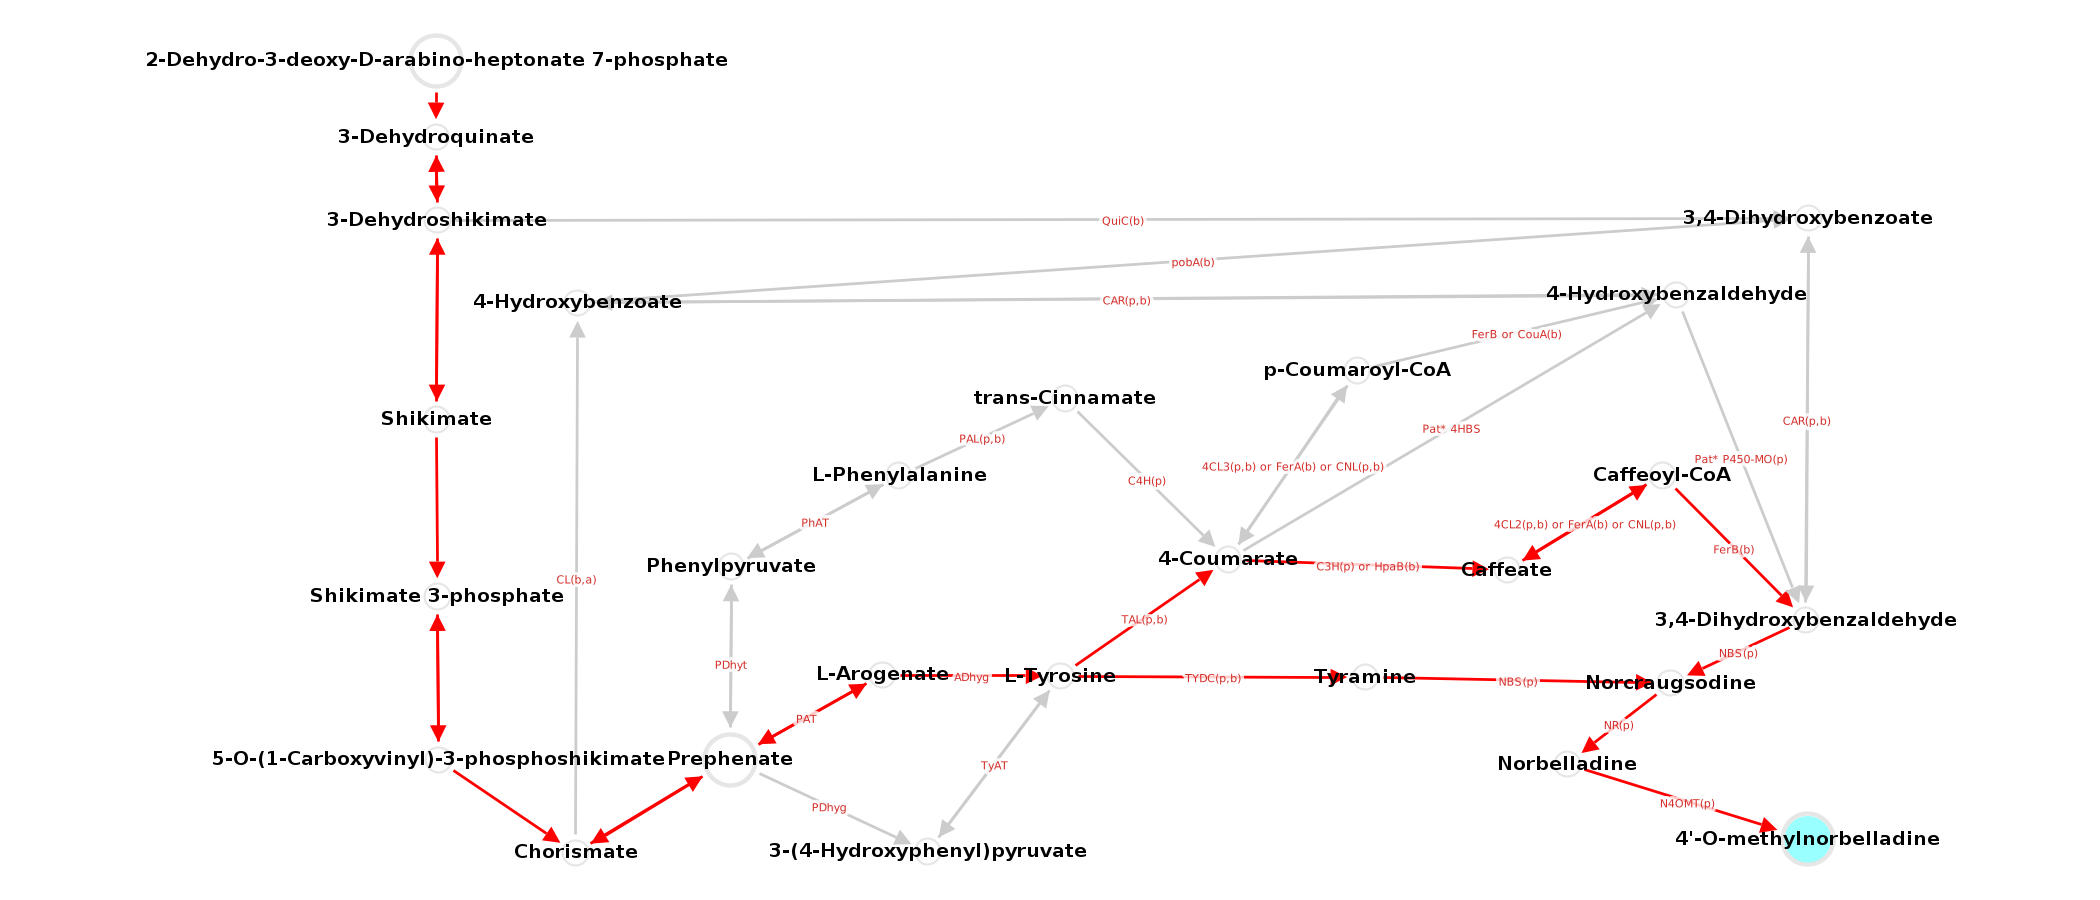 2-Dehydro-3-deoxy-D-arabino-heptonate 7-phosphate
3-Dehydroquinate
3-Dehydroshikimate
QuiC(b)
3,4-Dihydroxybenzoate
pobA(b)
4-Hydroxybenzoate
CAR(p,b)
4-Hydroxybenzaldehyde
FerB or CouA(b)
p-Coumaroyl-CoA
trans-Cinnamate
Shikimate
CAR(p,b)
Pat* 4HBS
PAL(p,b)
Pat* P450-MO(p)
4CL3(p,b) or FerA(b) or CNL(p,b)
L-Phenylalanine
C4H(p)
Caffeoyl-CoA
PhAT
4CL2(p,b) or FerA(b) or CNL(p,b)
FerB(b)
4-Coumarate
Phenylpyruvate
C3H(p) or HpaB(b)
Caffeate
CL(b,a)
Shikimate 3-phosphate
TAL(p,b)
3,4-Dihydroxybenzaldehyde
NBS(p)
PDhyt
L-Arogenate
ADhyg
L-Tyrosine
TYDC(p,b)
Tyramine
NBS(p)
Norcraugsodine
PAT
NR(p)
5-O-(1-Carboxyvinyl)-3-phosphoshikimate
Prephenate
TyAT
Norbelladine
PDhyg
N4OMT(p)
4'-O-methylnorbelladine
Chorismate
3-(4-Hydroxyphenyl)pyruvate